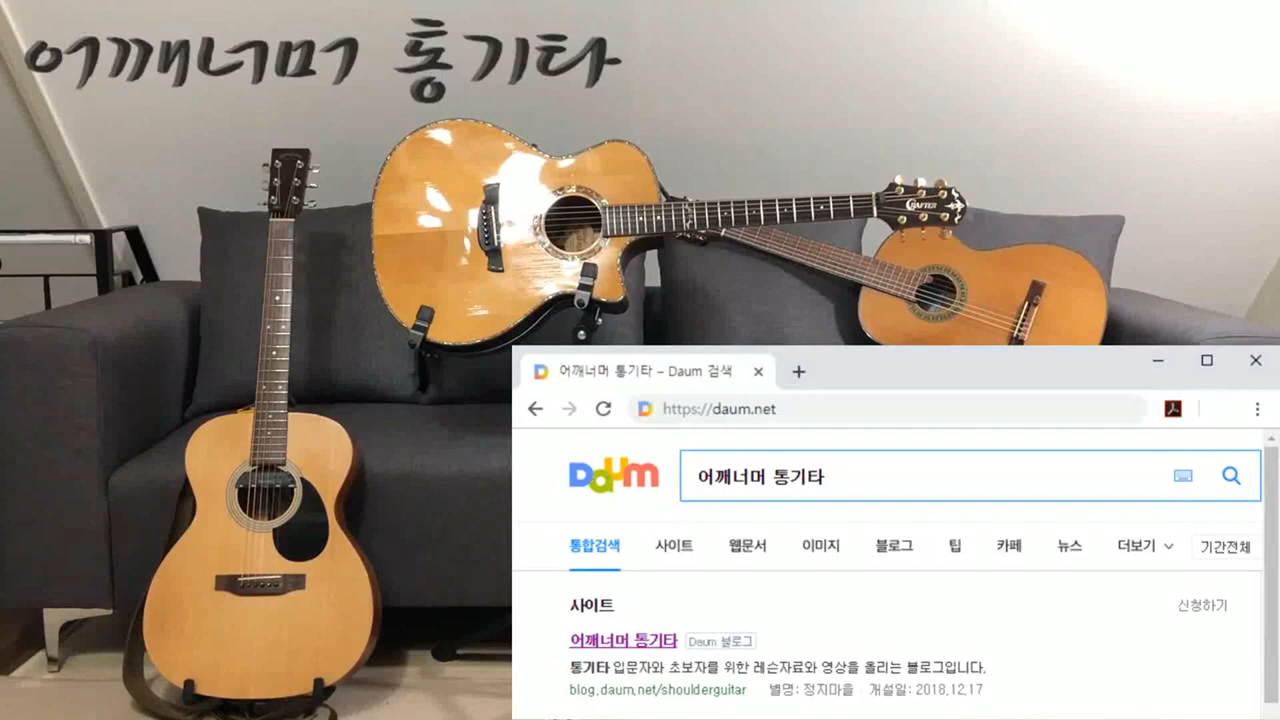 어깨너머 통기타
CRAFTER
어깨너머 통기타 – Daum 검색
https://daum.net
Daum
어깨너머 통기타
통합검색 사이트 웹문서 이미지 블로그 팁 카페 뉴스 더보기 기간전체
사이트 신청하기
어깨너머 통기타 Daum 블로그
통기타 입문자와 초보자를 위한 레슨자료와 영상을 올리는 블로그입니다.
blog.daum.net/shoulderguitar 별명: 정지마을 개설일: 2018.12.17